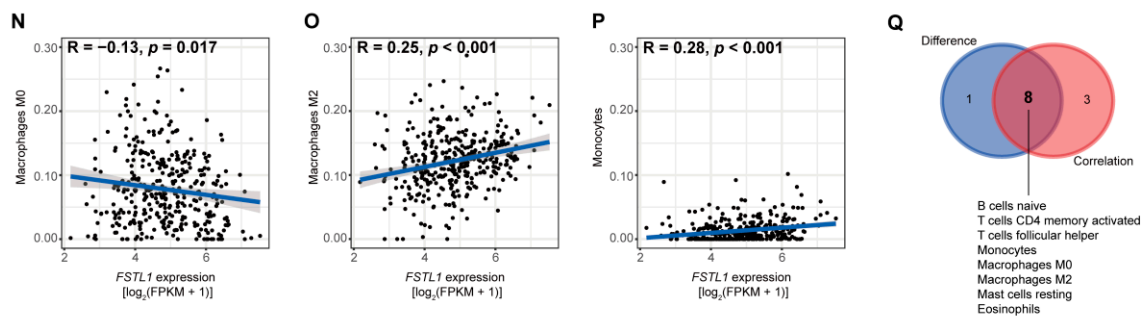 N
R = −0.13, p = 0.017
0.30
0.20
0.10
0.00
Macrophages M0
2 4 6
FSTL1 expression
[log₂(FPKM + 1)]
O
R = 0.25, p < 0.001
0.30
0.20
0.10
0.00
Macrophages M2
2 4 6
FSTL1 expression
[log₂(FPKM + 1)]
P
R = 0.28, p < 0.001
0.30
0.20
0.10
0.00
Monocytes
2 4 6
FSTL1 expression
[log₂(FPKM + 1)]
Q
Difference
1 8 3
Correlation
B cells naive
T cells CD4 memory activated
T cells follicular helper
Monocytes
Macrophages M0
Macrophages M2
Mast cells resting
Eosinophils